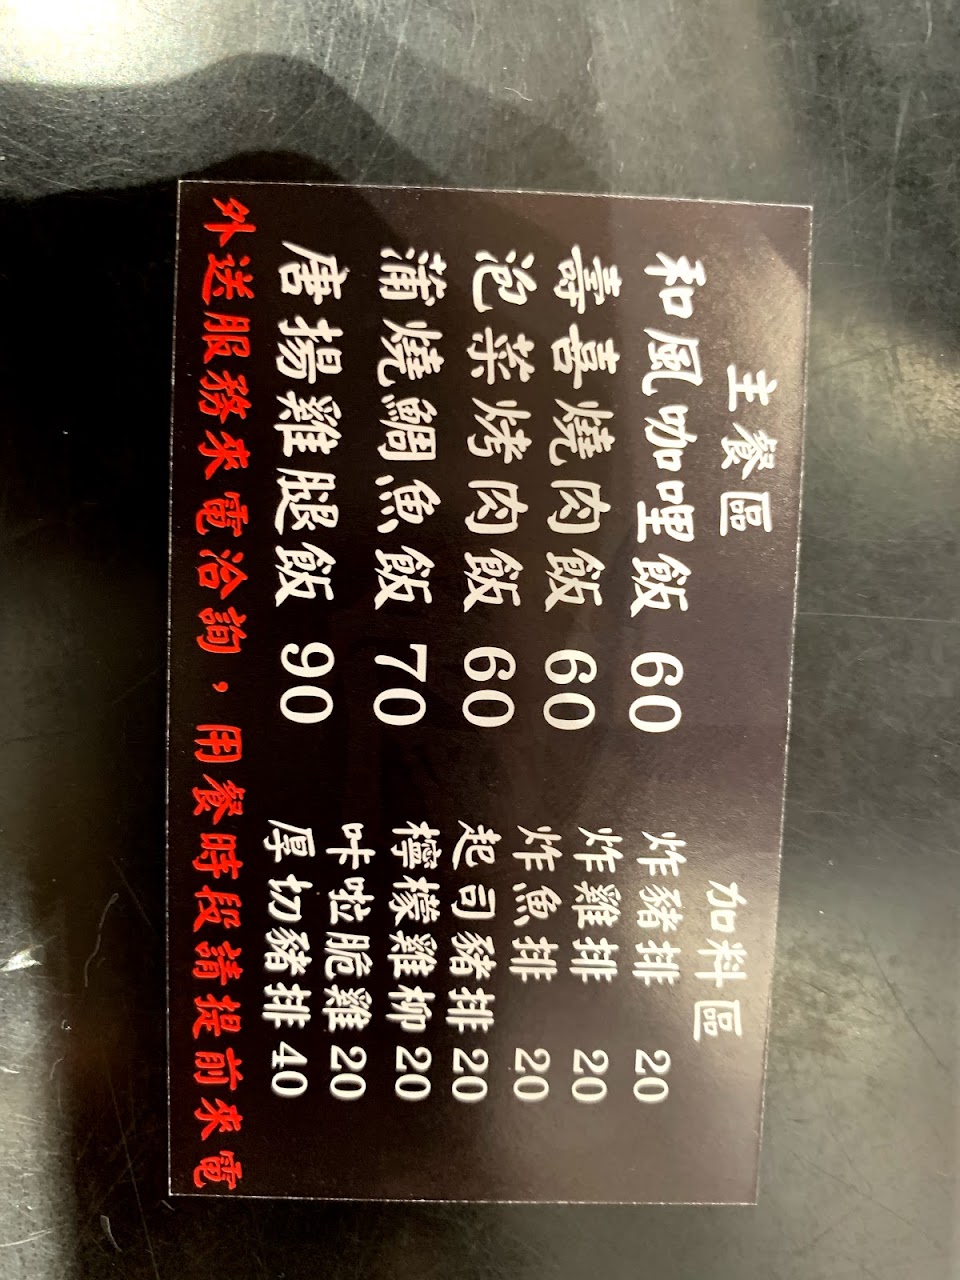 主餐區
和風咖哩飯 60
壽喜燒肉飯 60
泡菜烤肉飯 60
蒲燒鯛魚飯 70
唐揚雞腿飯 90
加料區
炸豬排 20
炸雞排 20
炸魚排 20
起司豬排 20
檸檬雞柳 20
咔啦脆雞 20
厚切豬排 40
外送服務來電洽詢，用餐時段請提前來電